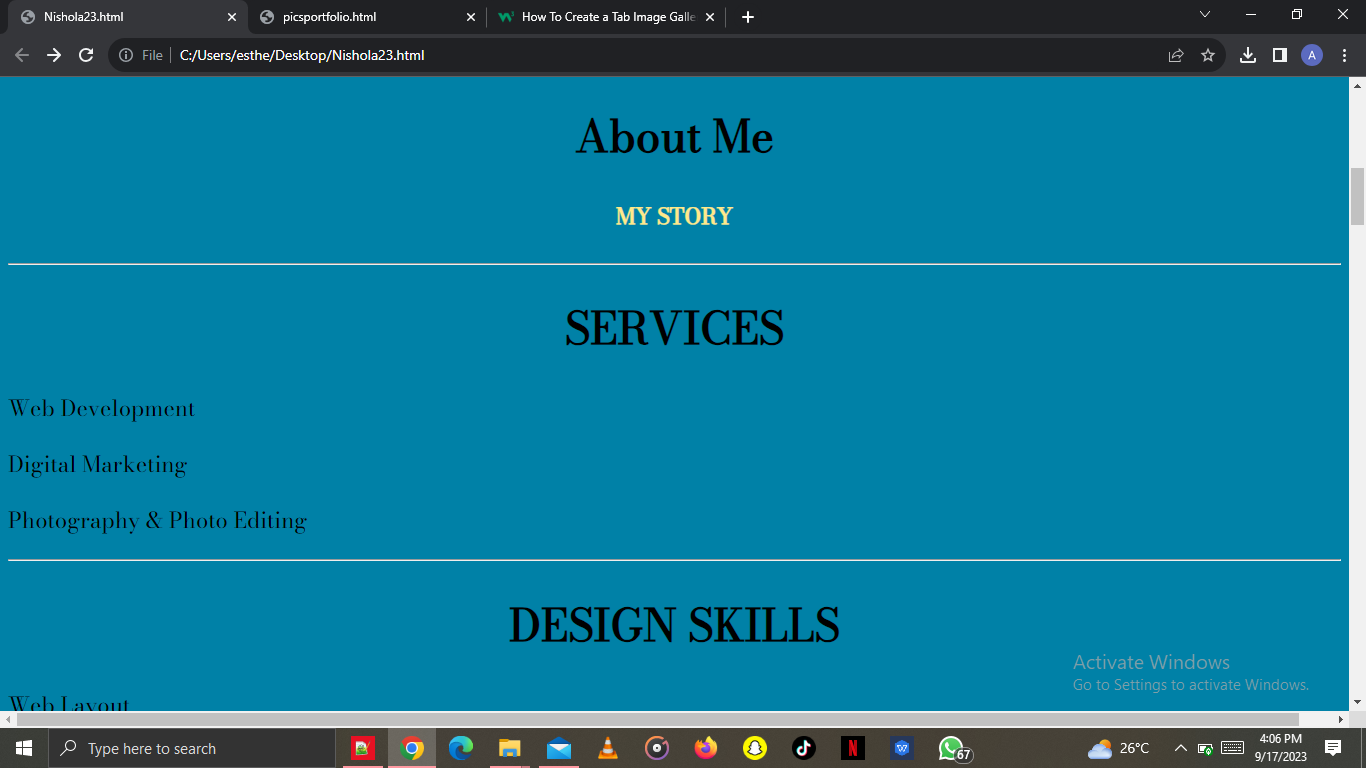 Nishola23.html
picsportfolio.html
How To Create a Tab Image Galle
File
C:/Users/esthe/Desktop/Nishola23.html
A
About Me
MY STORY
SERVICES
Web Development
Digital Marketing
Photography & Photo Editing
DESIGN SKILLS
Web Layout
Activate Windows
Go to Settings to activate Windows.
Type here to search
67
26°C
4:06 PM
9/17/2023